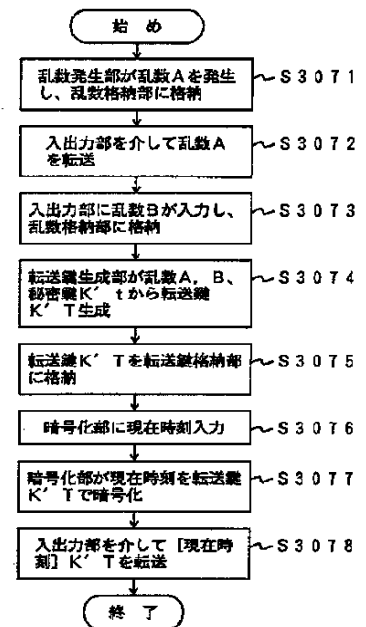 始め
乱数発生部が乱数Aを発生
し、乱数格納部に格納
S3071
入出力部を介して乱数A
を転送
S3072
入出力部に乱数Bが入力し、
乱数格納部に格納
S3073
転送鍵生成部が乱数A，B、
秘密鍵K′tから転送鍵
K′T生成
S3074
転送鍵K′Tを転送鍵格納部
に格納
S3075
暗号化部に現在時刻入力
S3076
暗号化部が現在時刻を転送鍵
K′Tで暗号化
S3077
入出力部を介して［現在時
刻］K′Tを転送
S3078
終了